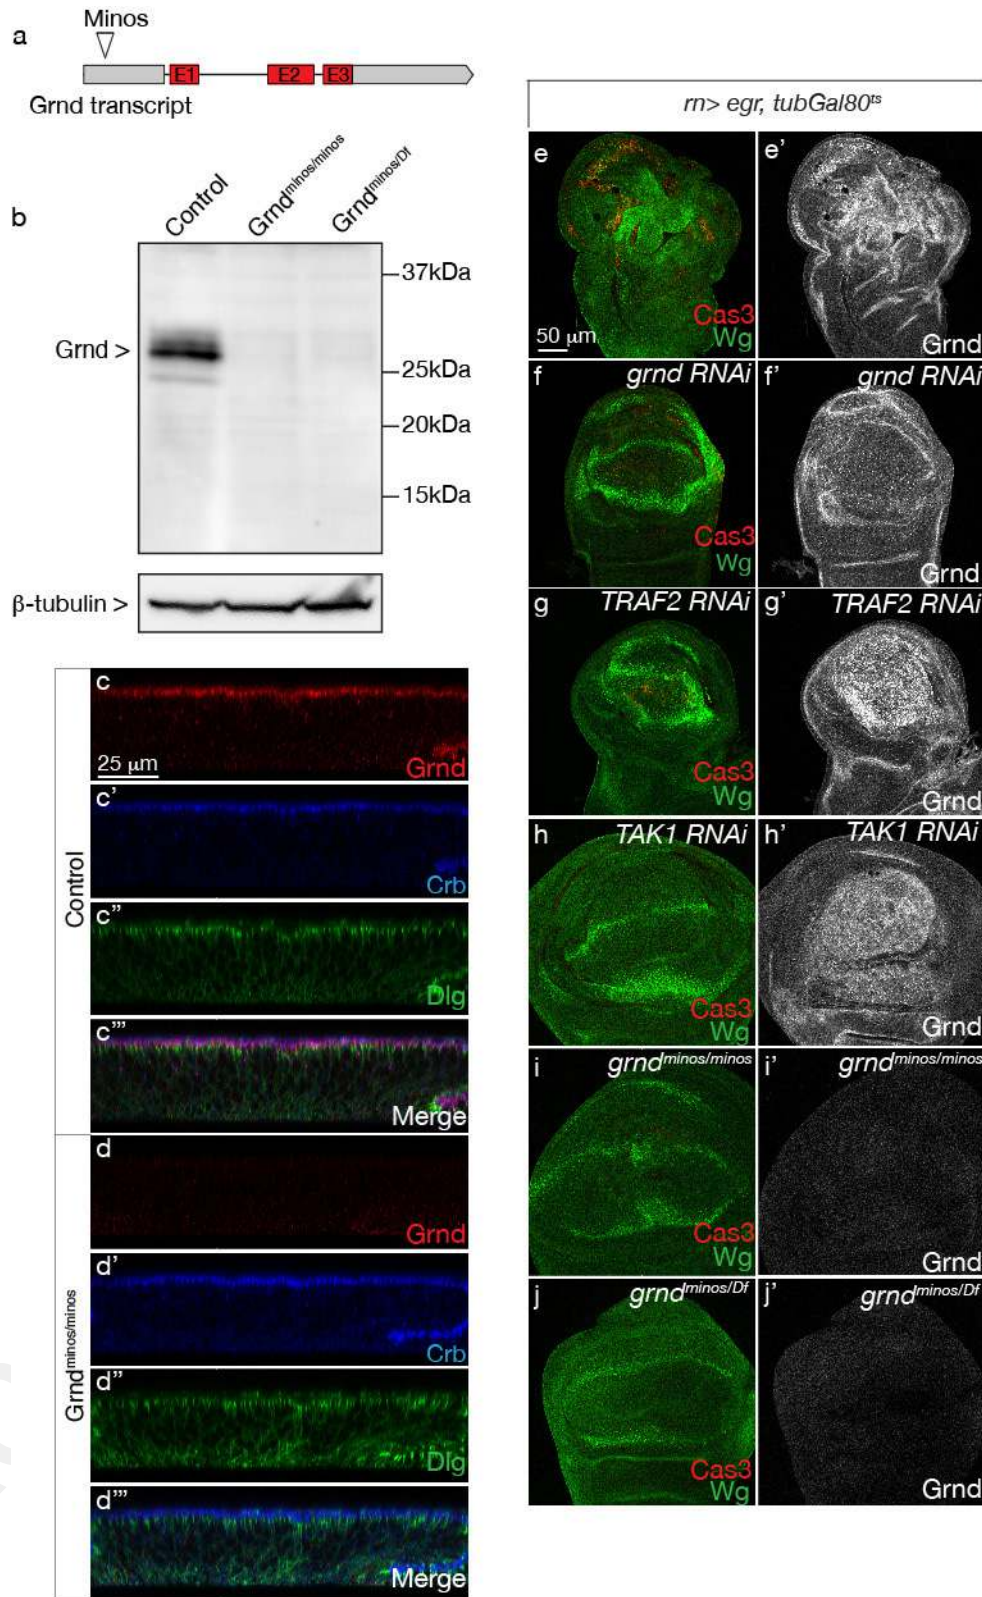 a
Minos
E1
E2
E3
Grnd transcript
b
Control
Grnd^minos/minos
Grnd^minos/Df
37kDa
Grnd >
25kDa
20kDa
15kDa
β-tubulin >
Control
c
25 μm
Grnd
c'
Crb
c"
Dlg
c"'
Merge
Grnd^minos/minos
d
Grnd
d'
Crb
d"
Dlg
d"'
Merge
rn> egr, tubGal80^ts
e
Cas3
50 μm
Wg
e'
Grnd
f
grnd RNAi
Cas3
Wg
f'
grnd RNAi
Grnd
g
TRAF2 RNAi
Cas3
Wg
g'
TRAF2 RNAi
Grnd
h
TAK1 RNAi
Cas3
Wg
h'
TAK1 RNAi
Grnd
i
grnd^minos/minos
Cas3
Wg
i'
grnd^minos/minos
Grnd
j
grnd^minos/Df
Cas3
Wg
j'
grnd^minos/Df
Grnd